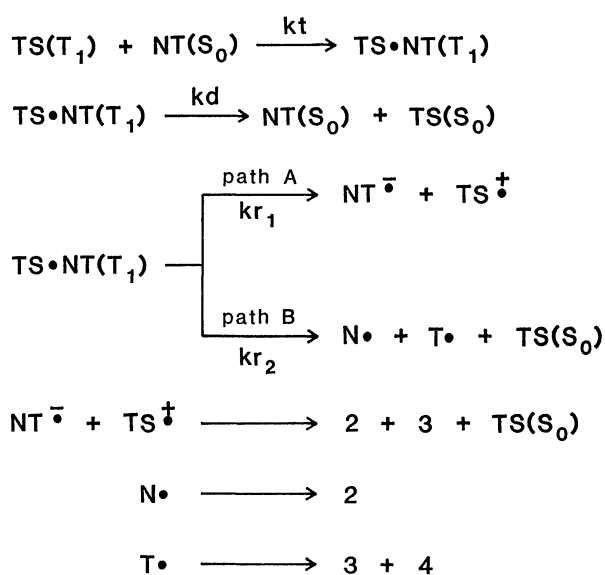 TS(T₁) + NT(S₀) kt → TS•NT(T₁)
TS•NT(T₁) kd → NT(S₀) + TS(S₀)
path A
kr₁ → NT•⁻ + TS•⁺
TS•NT(T₁)
path B
kr₂ → N• + T• + TS(S₀)
NT•⁻ + TS•⁺ → 2 + 3 + TS(S₀)
N• → 2
T• → 3 + 4